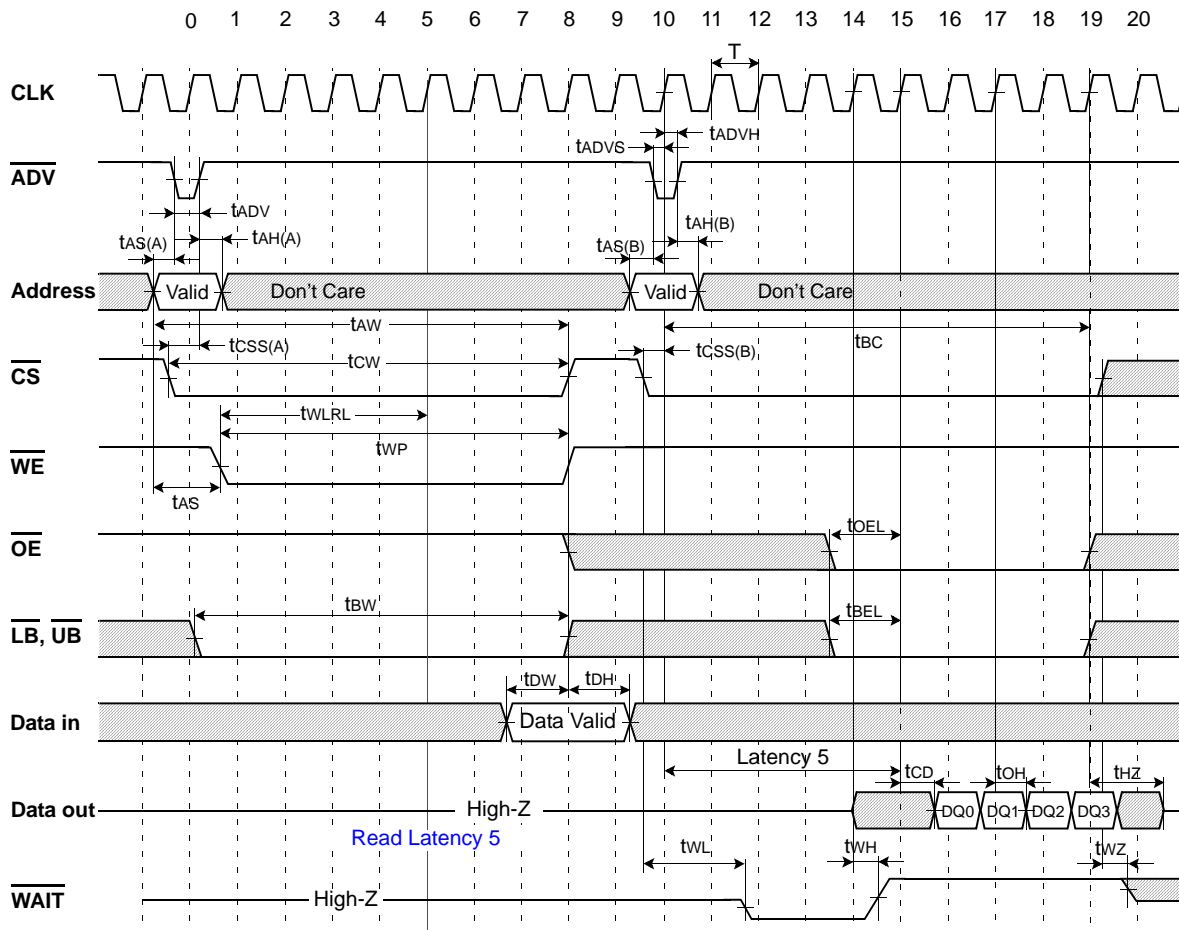 0 1 2 3 4 5 6 7 8 9 10 11 12 13 14 15 16 17 18 19 20
T
CLK
tADVH
tADVS
ADV
tADV
tAS(A) tAH(A) tAS(B) tAH(B)
Address Valid Don't Care Valid Don't Care
tAW
tCSS(A) tCSS(B) tBC
tCW
CS
tWLRL
tWP
WE
tAS
tOEL
OE
tBW tBEL
LB, UB
tDW tDH
Data in Data Valid
Latency 5
tCD tOH tHZ
Data out High-Z DQ0 DQ1 DQ2 DQ3
Read Latency 5
tWL tWH tWZ
WAIT High-Z